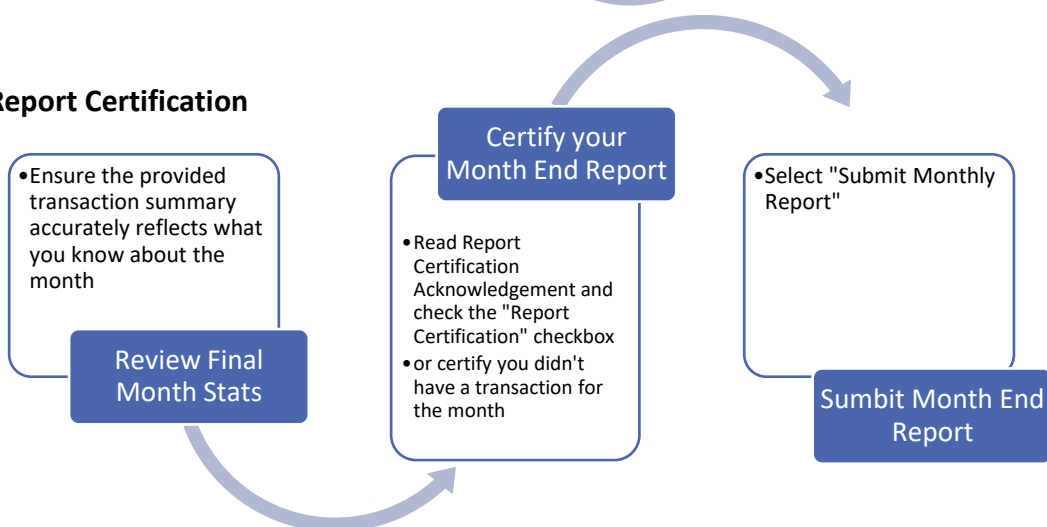 Report Certification
•Ensure the provided
transaction summary
accurately reflects what
you know about the
month
Review Final
Month Stats
Certify your
Month End Report
•Read Report
Certification
Acknowledgement and
check the "Report
Certification" checkbox
•or certify you didn't
have a transaction for
the month
•Select "Submit Monthly
Report"
Sumbit Month End
Report